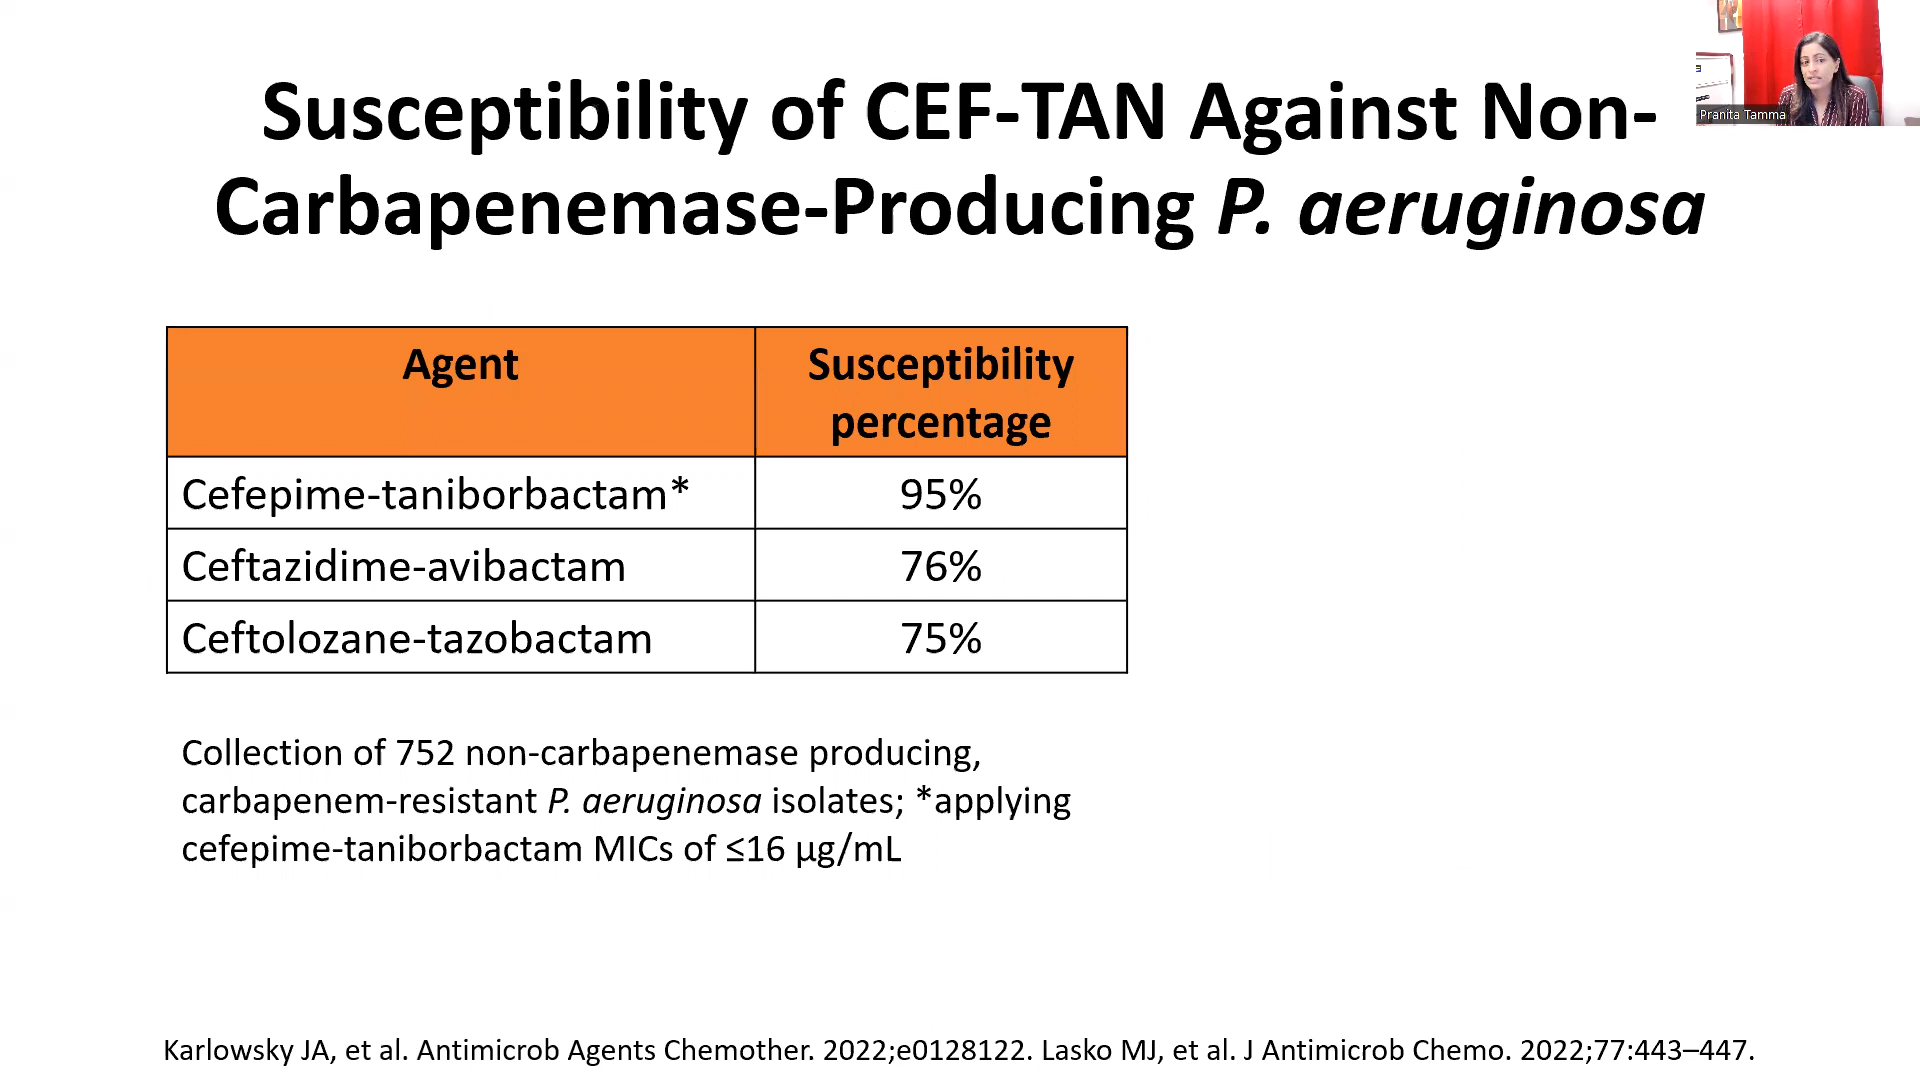 Susceptibility of CEF-TAN Against Non-
Carbapenemase-Producing P. aeruginosa
Pranita Tamma
Agent
Susceptibility
percentage
Cefepime-taniborbactam*
95%
Ceftazidime-avibactam
76%
Ceftolozane-tazobactam
75%
Collection of 752 non-carbapenemase producing,
carbapenem-resistant P. aeruginosa isolates; *applying
cefepime-taniborbactam MICs of ≤16 µg/mL
Karlowsky JA, et al. Antimicrob Agents Chemother. 2022;e0128122. Lasko MJ, et al. J Antimicrob Chemo. 2022;77:443–447.